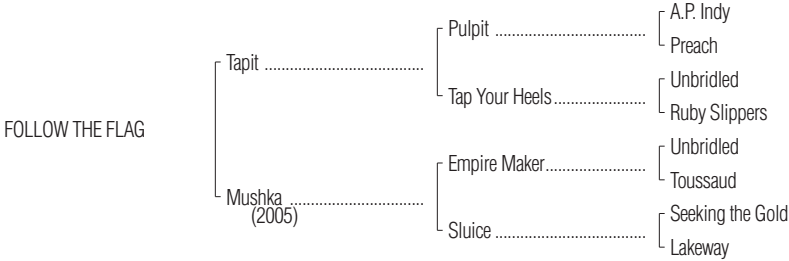 A.P. Indy
Pulpit ......................................
Preach
Tapit ........................................
Unbridled
Tap Your Heels.......................
Ruby Slippers
FOLLOW THE FLAG
Unbridled
Empire Maker.........................
Toussaud
Mushka ..................................
(2005)
Seeking the Gold
Sluice ......................................
Lakeway